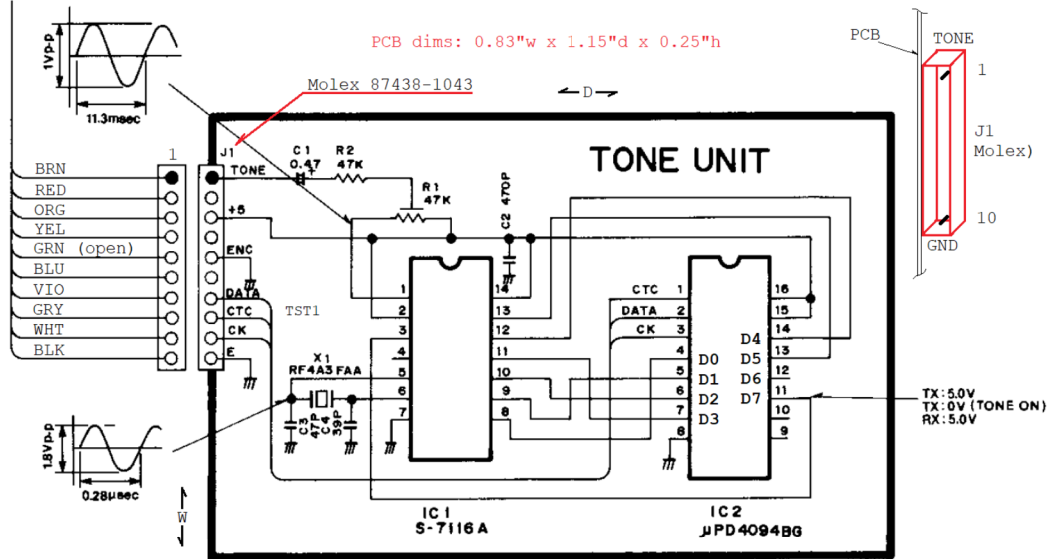 PCB dims: 0.83"w x 1.15"d x 0.25"h
Molex 87438-1043
D
1Vp-p
11.3msec
PCB
TONE
1
J1
Molex)
10
GND
TONE UNIT
1
J1
TONE
+5
ENC
DATA
CTC
CK
E
BRN
RED
ORG
YEL
GRN (open)
BLU
VIO
GRY
WHT
BLK
C1
0.47
+
R2
47K
R1
47K
C2 470P
TST1
X1
RF4A3FAA
C3
47P
C4
39P
1
2
3
4
5
6
7
14
13
12
11
10
9
8
IC1
S-7116A
CTC
DATA
CK
1
2
3
4
5
6
7
8
D0
D1
D2
D3
16
15
14
13
12
11
10
9
D4
D5
D6
D7
IC2
µPD4094BG
TX:5.0V
TX:0V (TONE ON)
RX:5.0V
1.8Vp-p
0.28µsec
W